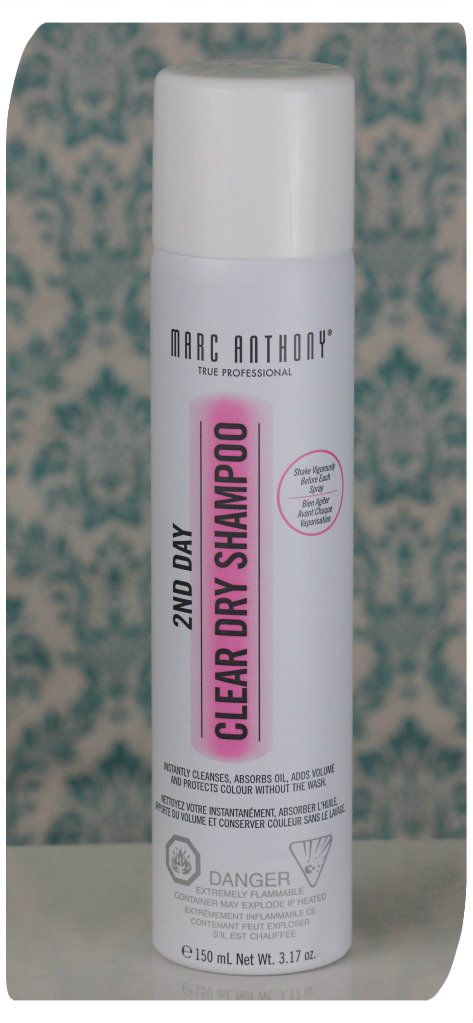 MARC ANTHONY®
TRUE PROFESSIONAL
2ND DAY
CLEAR DRY SHAMPOO
Shake Vigorously
Before Each
Spray
Bien Agiter
Avant Chaque
Vaporisation
INSTANTLY CLEANSES, ABSORBS OIL, ADDS VOLUME
AND PROTECTS COLOUR WITHOUT THE WASH.
NETTOYEZ VOTRE INSTANTANÉMENT, ABSORBER L'HUILE,
APPORTE DU VOLUME ET CONSERVER COULEUR SANS LE LAVAGE.
DANGER
EXTREMELY FLAMMABLE
CONTAINER MAY EXPLODE IF HEATED
EXTRÊMEMENT INFLAMMABLE CE
CONTENANT PEUT EXPLOSER
S'IL EST CHAUFFÉE
℮ 150 mL Net Wt. 3.17 oz.